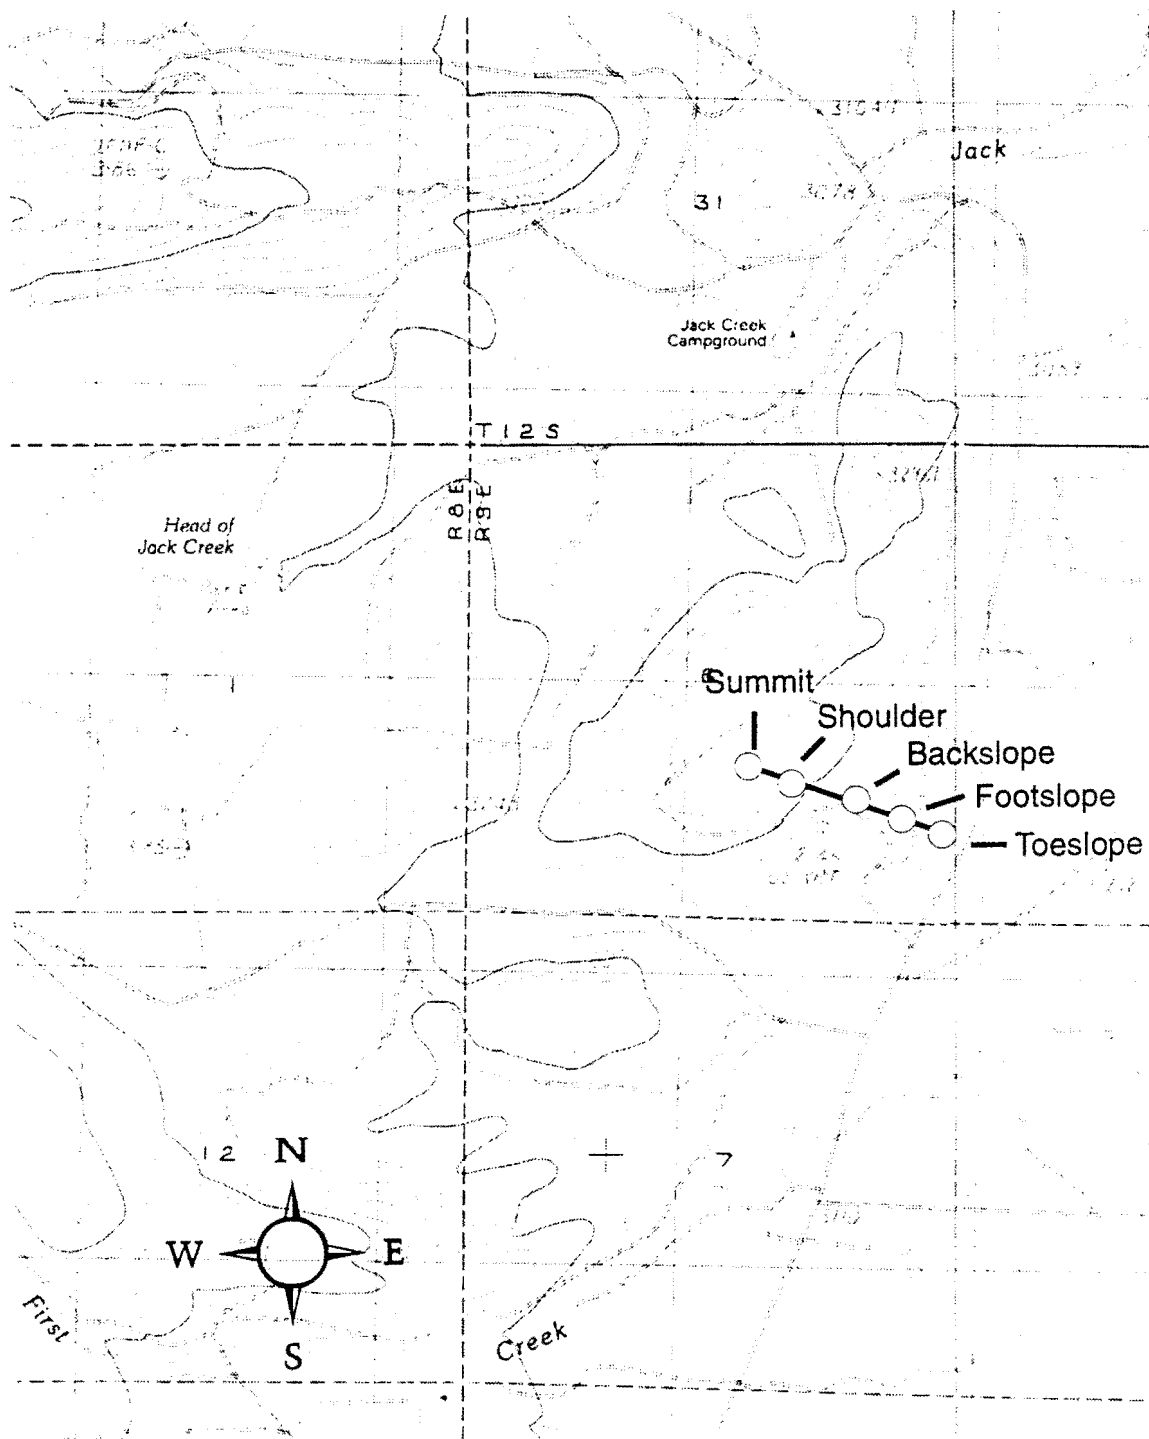 Jack
31
Jack Creek
Campground
T 12 S
R 8 E
R 9 E
Head of
Jack Creek
Summit
Shoulder
Backslope
Footslope
Toeslope
12
7
N
W
E
S
First
Creek